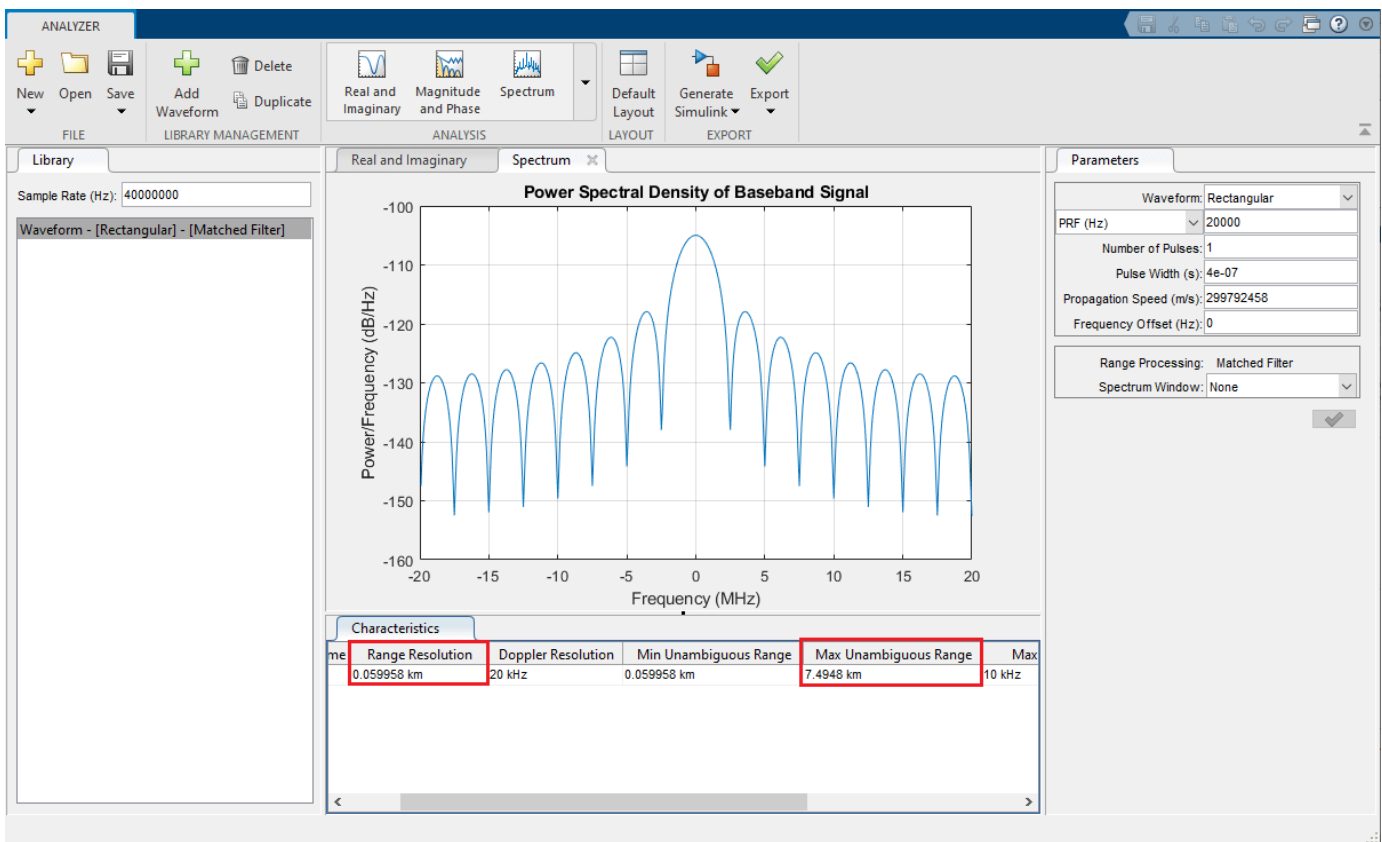 ANALYZER
New
Open
Save
Add
Waveform
Delete
Duplicate
Real and
Imaginary
Magnitude
and Phase
Spectrum
Default
Layout
Generate
Simulink
Export
FILE
LIBRARY MANAGEMENT
ANALYSIS
LAYOUT
EXPORT
Library
Sample Rate (Hz): 40000000
Waveform - [Rectangular] - [Matched Filter]
Real and Imaginary
Spectrum
Power Spectral Density of Baseband Signal
Power/Frequency (dB/Hz)
-100
-110
-120
-130
-140
-150
-160
-20 -15 -10 -5 0 5 10 15 20
Frequency (MHz)
Characteristics
me Range Resolution Doppler Resolution Min Unambiguous Range Max Unambiguous Range Max
0.059958 km 20 kHz 0.059958 km 7.4948 km 10 kHz
Parameters
Waveform: Rectangular
PRF (Hz) 20000
Number of Pulses: 1
Pulse Width (s): 4e-07
Propagation Speed (m/s): 299792458
Frequency Offset (Hz): 0
Range Processing: Matched Filter
Spectrum Window: None